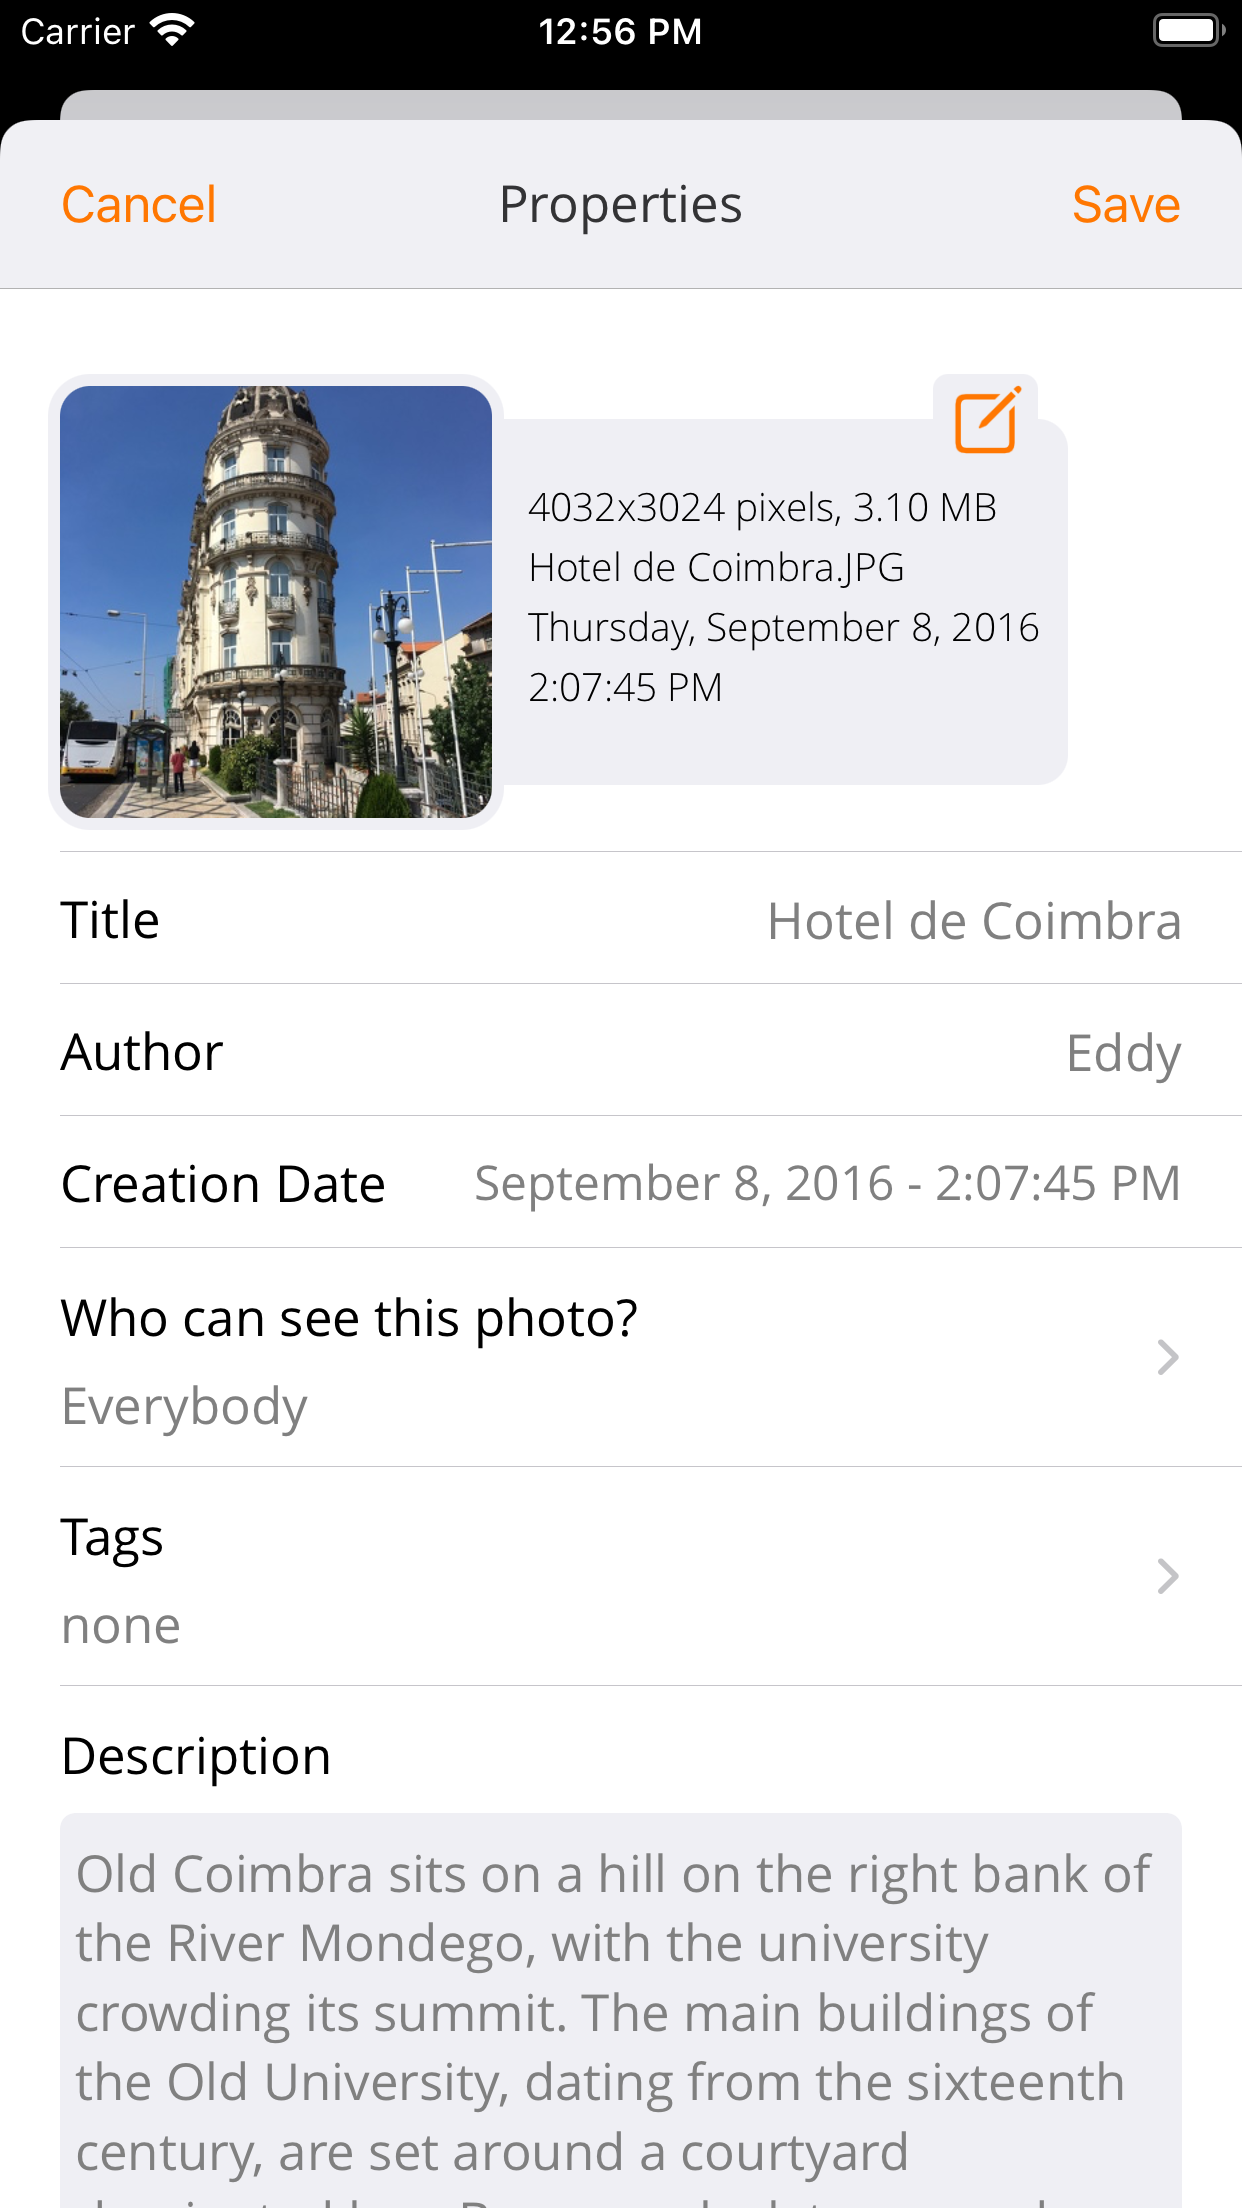 Carrier 12:56 PM
Cancel Properties Save
4032x3024 pixels, 3.10 MB
Hotel de Coimbra.JPG
Thursday, September 8, 2016
2:07:45 PM
Title Hotel de Coimbra
Author Eddy
Creation Date September 8, 2016 - 2:07:45 PM
Who can see this photo?
Everybody
Tags
none
Description
Old Coimbra sits on a hill on the right bank of
the River Mondego, with the university
crowding its summit. The main buildings of
the Old University, dating from the sixteenth
century, are set around a courtyard